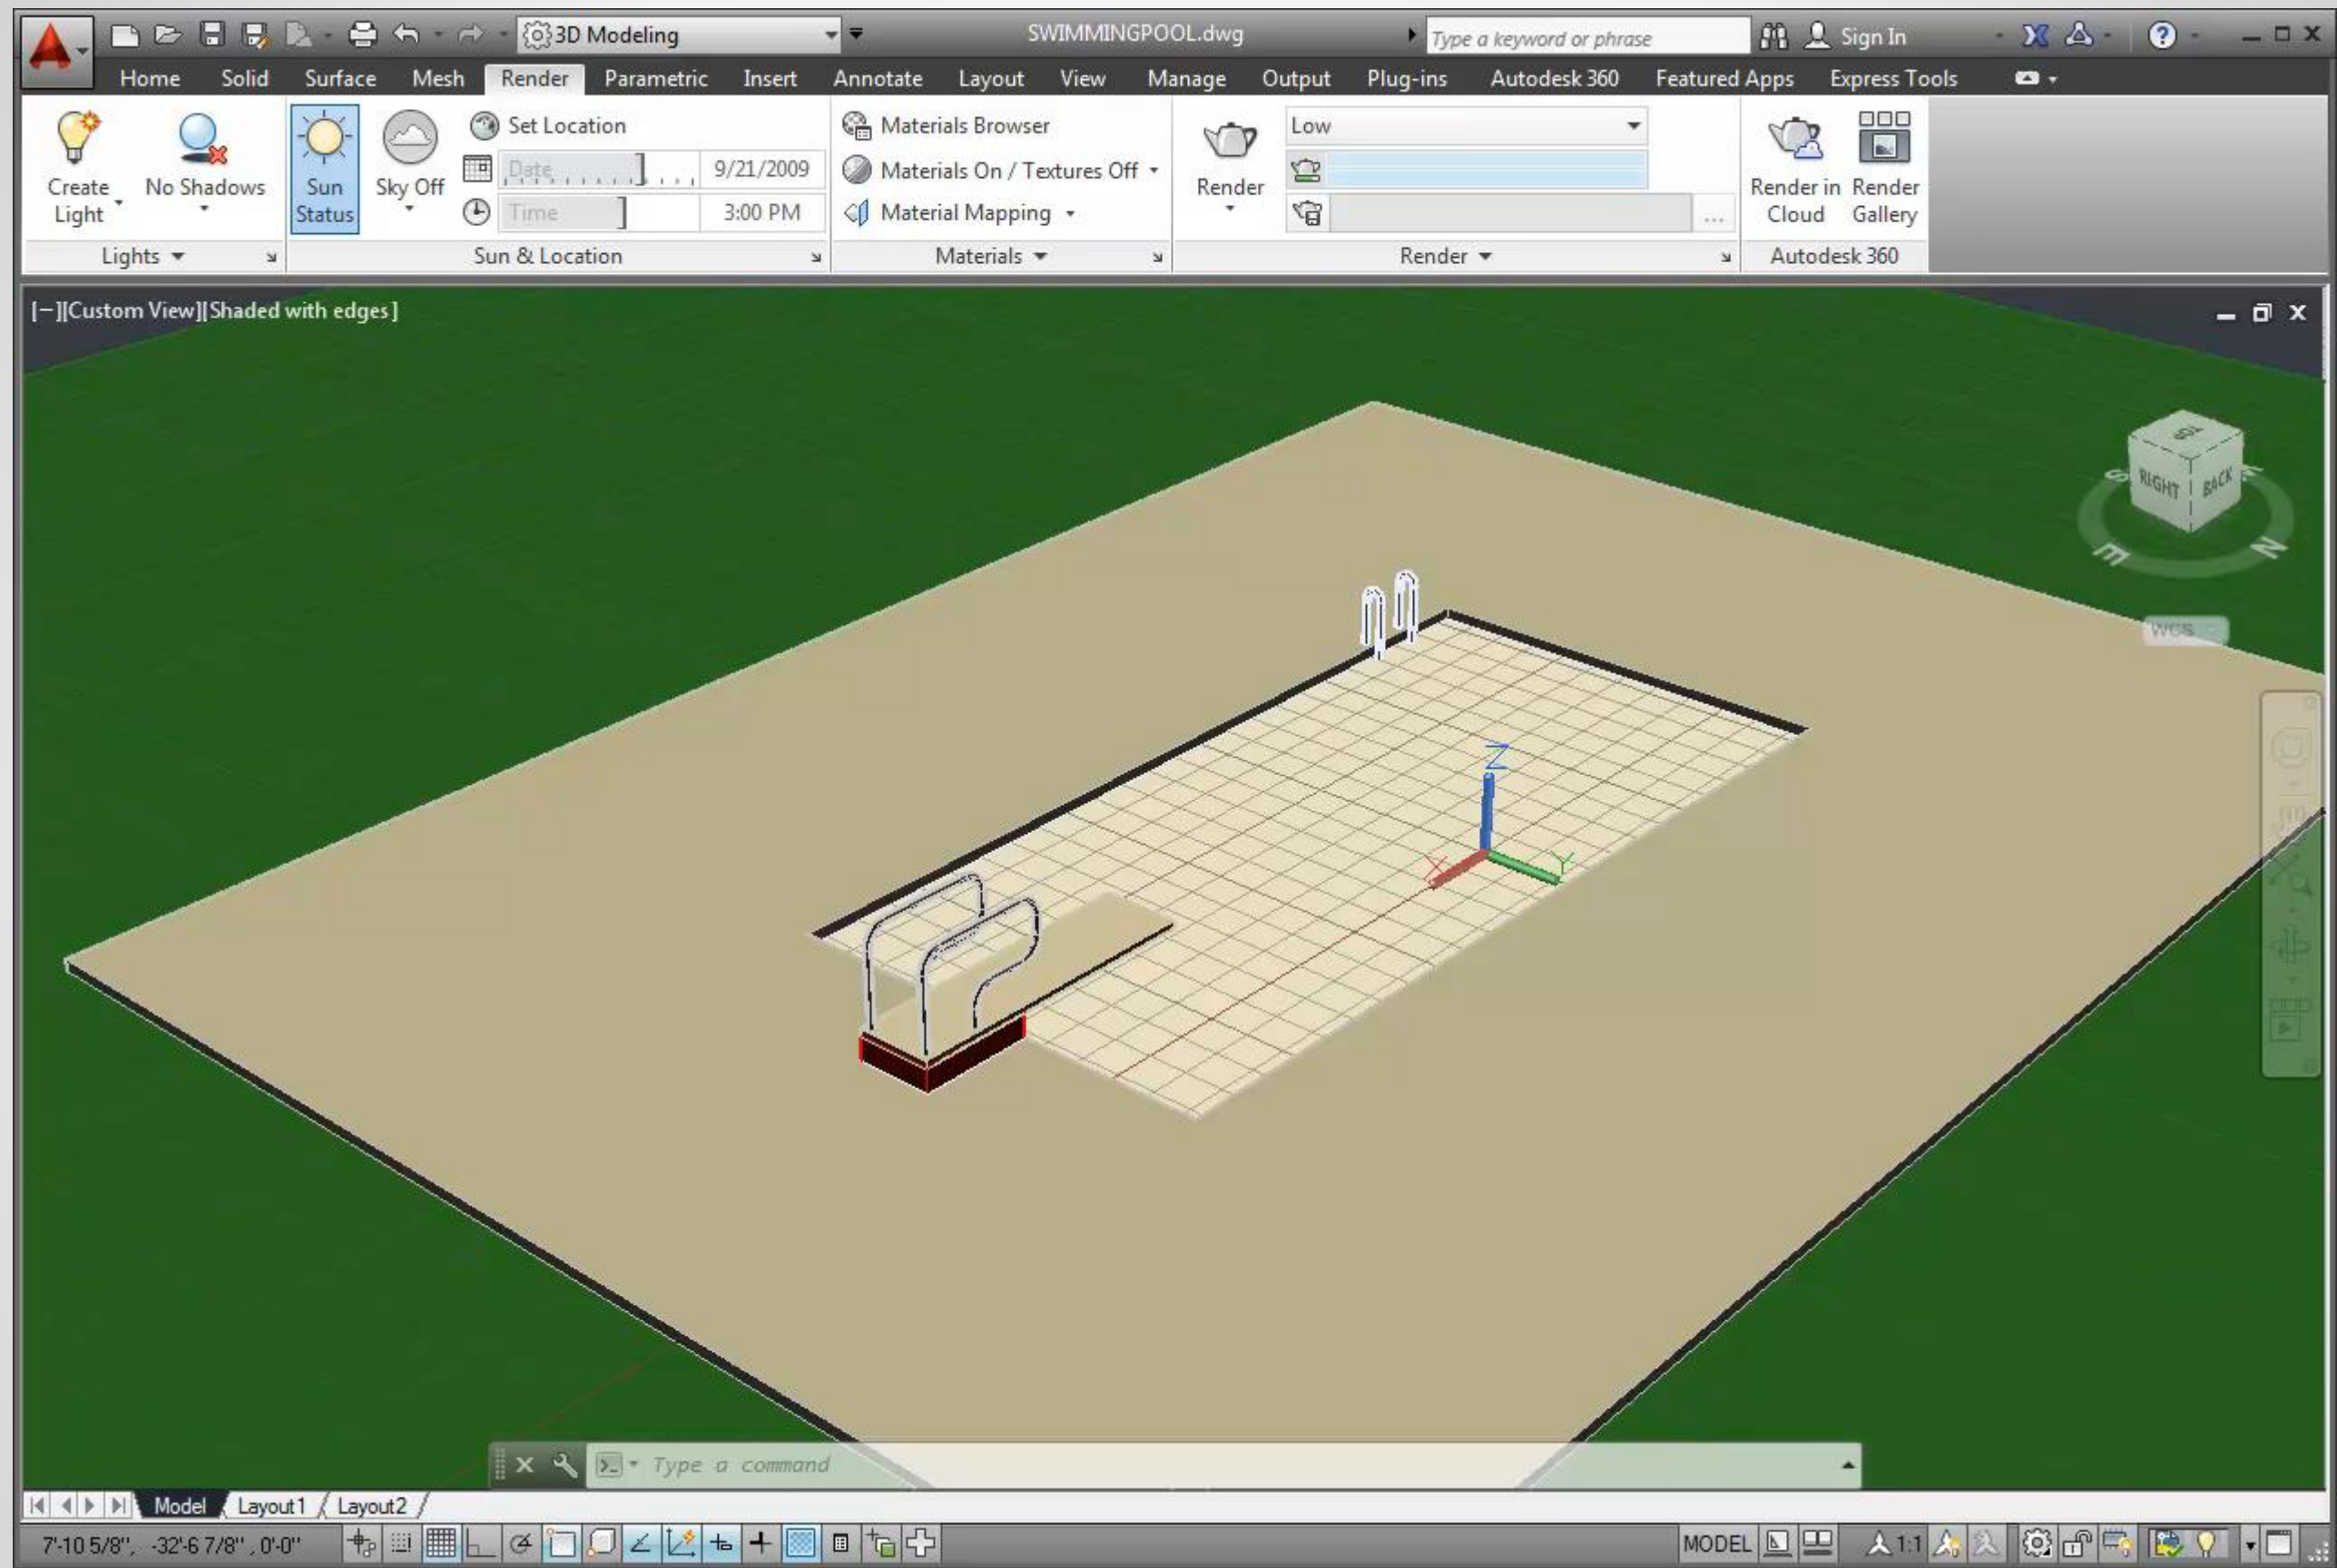 3D Modeling
SWIMMINGPOOL.dwg
Type a keyword or phrase
Sign In
Home Solid Surface Mesh Render Parametric Insert Annotate Layout View Manage Output Plug-ins Autodesk 360 Featured Apps Express Tools
Create Light
No Shadows
Sun Status
Sky Off
Set Location
Date
9/21/2009
Time
3:00 PM
Materials Browser
Materials On / Textures Off
Material Mapping
Render
Low
...
Render in Cloud
Render Gallery
Lights
Sun & Location
Materials
Render
Autodesk 360
[−][Custom View][Shaded with edges]
TOP
RIGHT
BACK
S
E
N
WCS
Z
X
Y
Type a command
Model Layout1 Layout2
7'-10 5/8", -32'-6 7/8" , 0'-0"
MODEL
1:1